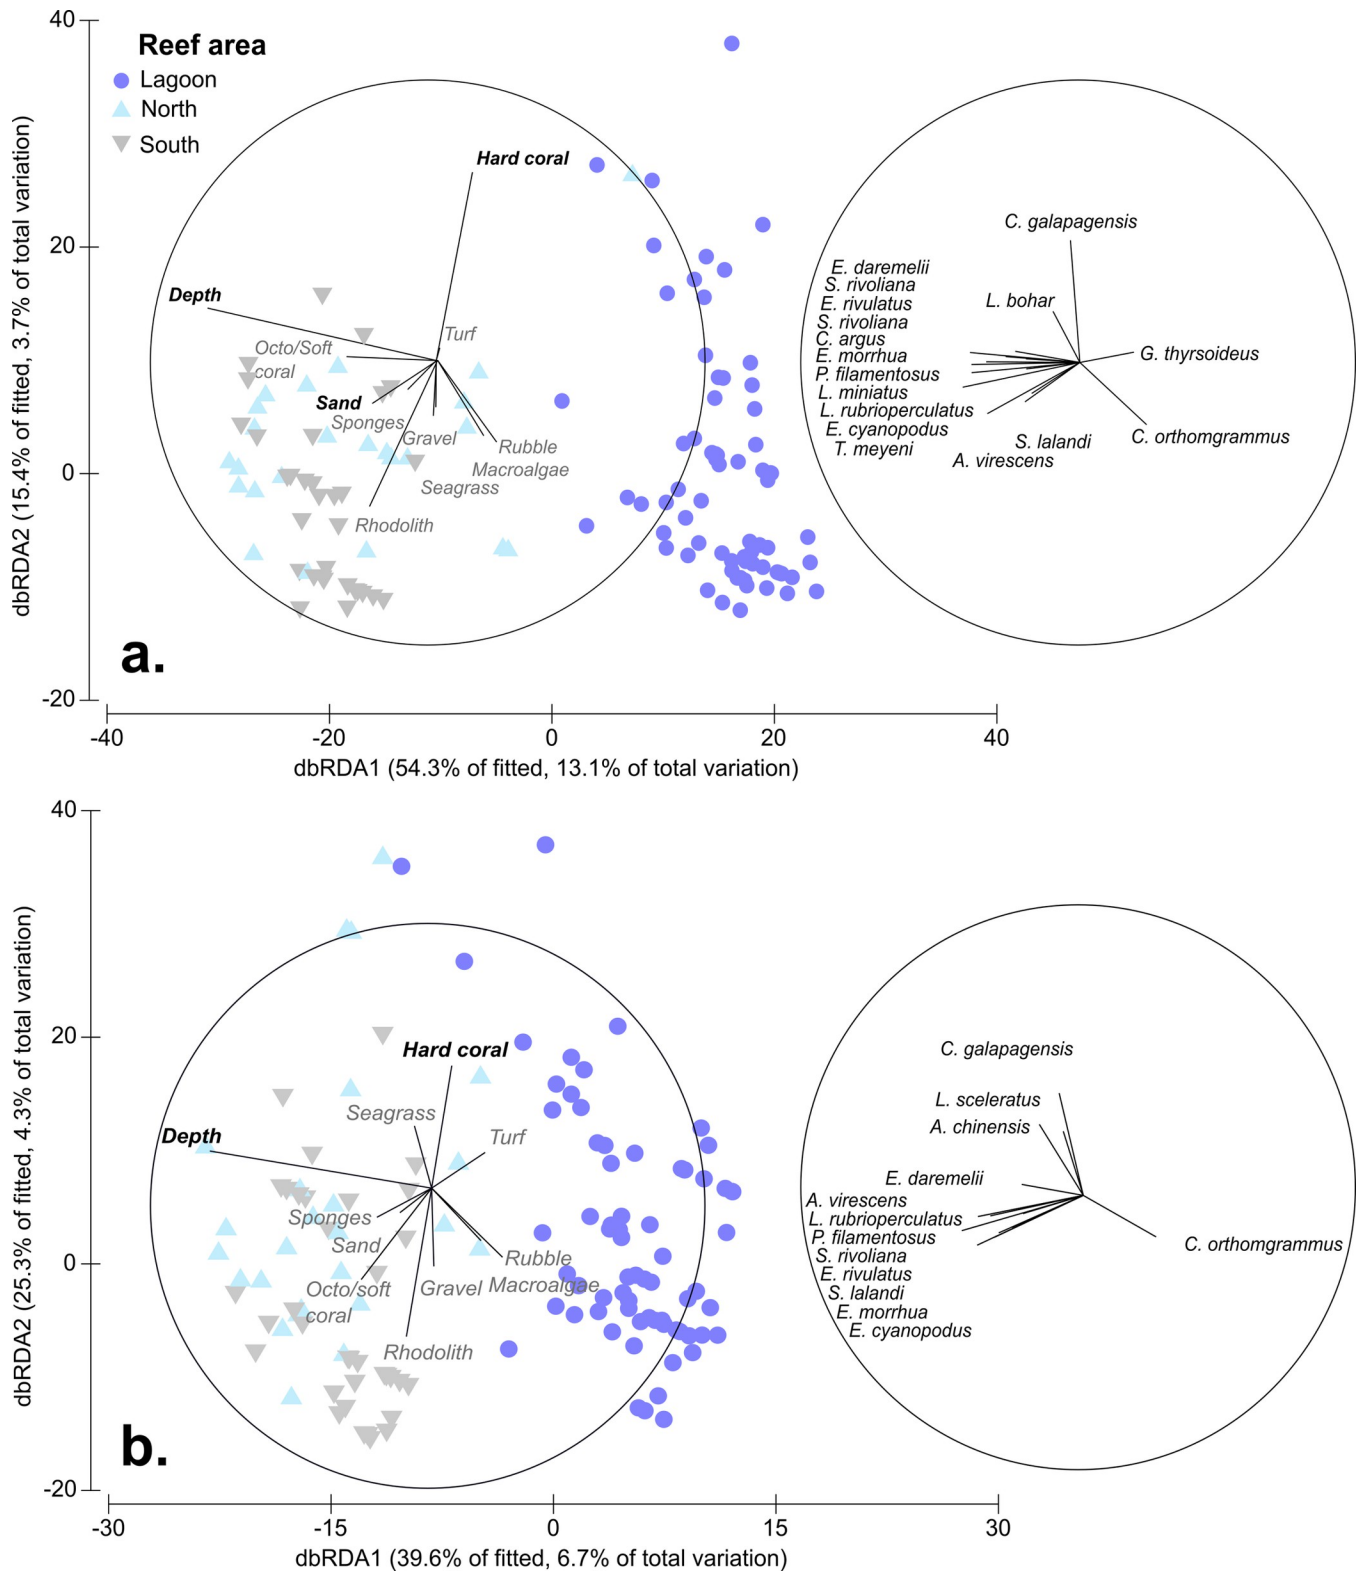 40
20
0
-20
dbRDA2 (15.4% of fitted, 3.7% of total variation)
Reef area
Lagoon
North
South
Hard coral
Depth
Turf
Octo/Soft
coral
Sand
Sponges
Gravel
Rubble
Macroalgae
Seagrass
Rhodolith
C. galapagensis
L. bohar
G. thyrsoideus
C. orthomgrammus
E. daremelii
S. rivoliana
E. rivulatus
S. rivoliana
C. argus
E. morrhua
P. filamentosus
L. miniatus
L. rubrioperculatus
E. cyanopodus
T. meyeni
S. lalandi
A. virescens
a.
-40
-20
0
20
40
dbRDA1 (54.3% of fitted, 13.1% of total variation)
40
20
0
-20
dbRDA2 (25.3% of fitted, 4.3% of total variation)
Hard coral
Seagrass
Depth
Turf
Sponges
Sand
Octo/soft
coral
Gravel
Rubble
Macroalgae
Rhodolith
C. galapagensis
L. sceleratus
A. chinensis
E. daremelii
A. virescens
L. rubrioperculatus
P. filamentosus
S. rivoliana
E. rivulatus
S. lalandi
E. morrhua
E. cyanopodus
C. orthomgrammus
b.
-30
-15
0
15
30
dbRDA1 (39.6% of fitted, 6.7% of total variation)